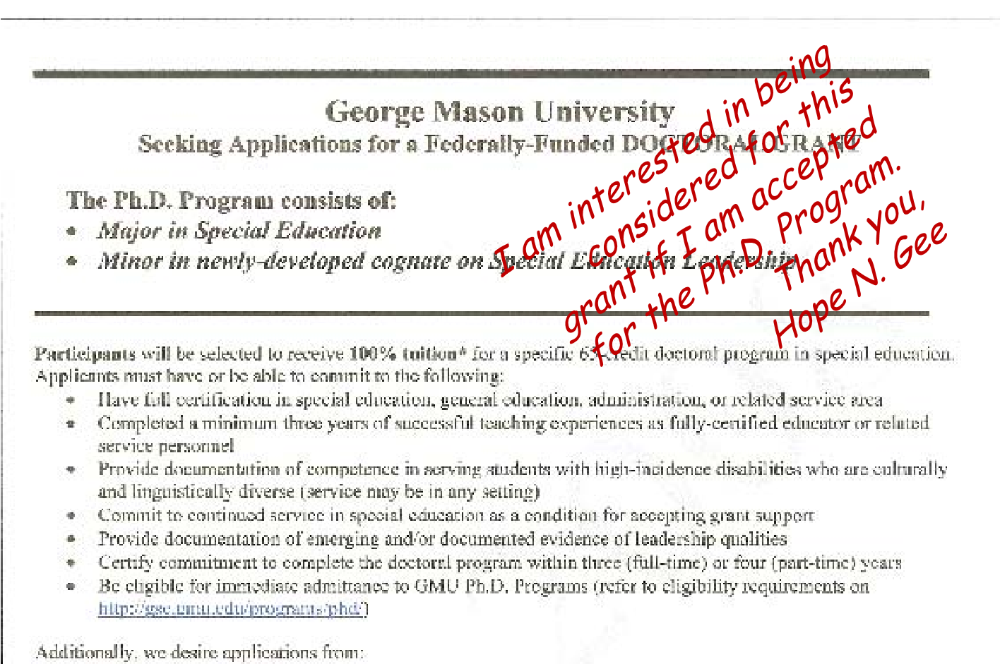 George Mason University
Seeking Applications for a Federally-Funded DOCTORAL GRANT
The Ph.D. Program consists of:
• Major in Special Education
• Minor in newly-developed cognate on Special Education Leadership
I am interested in being
considered for this
grant if I am accepted
for the Ph.D. Program.
Thank you,
Hope N. Gee
Participants will be selected to receive 100% tuition* for a specific credit doctoral program in special education.
Applicants must have or be able to commit to the following:
• Have full certification in special education, general education, administration, or related service area
• Completed a minimum three years of successful teaching experiences as fully-certified educator or related
service personnel
• Provide documentation of competence in serving students with high-incidence disabilities who are culturally
and linguistically diverse (service may be in any setting)
• Commit to continued service in special education as a condition for accepting grant support
• Provide documentation of emerging and/or documented evidence of leadership qualities
• Certify commitment to complete the doctoral program within three (full-time) or four (part-time) years
• Be eligible for immediate admittance to GMU Ph.D. Programs (refer to eligibility requirements on
http://gse.gmu.edu/programs/phd/)
Additionally, we desire applications from: